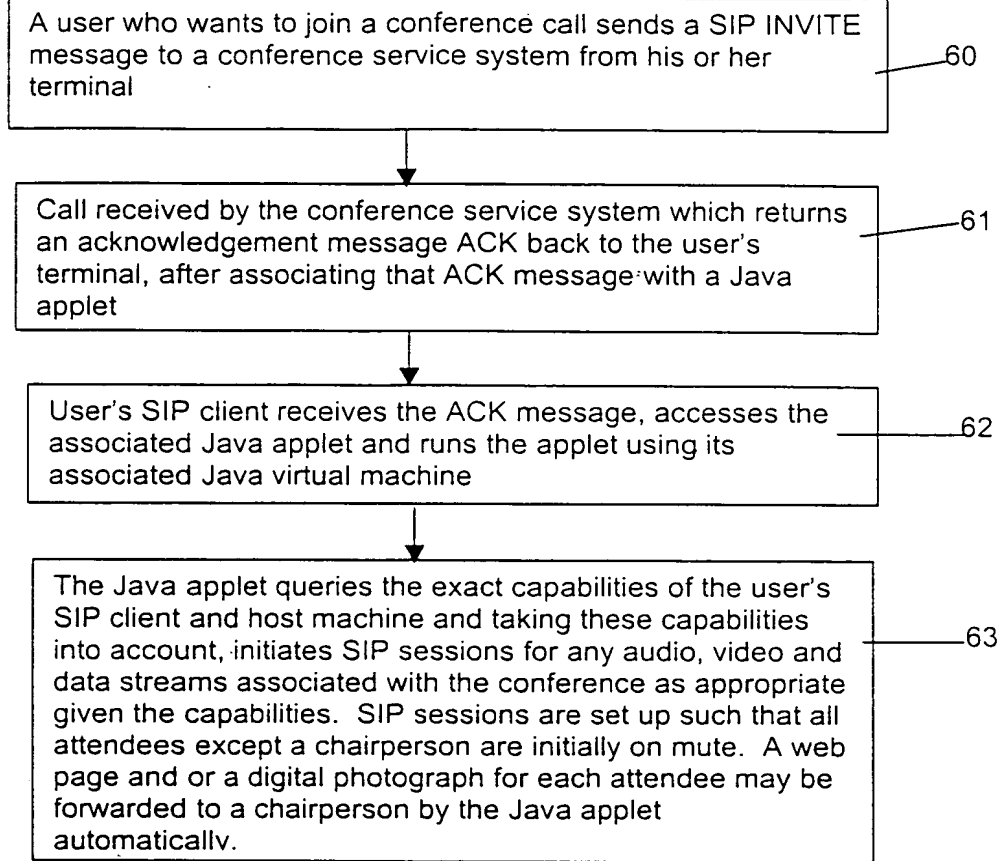 A user who wants to join a conference call sends a SIP INVITE
message to a conference service system from his or her
terminal
60
Call received by the conference service system which returns
an acknowledgement message ACK back to the user's
terminal, after associating that ACK message with a Java
applet
61
User's SIP client receives the ACK message, accesses the
associated Java applet and runs the applet using its
associated Java virtual machine
62
The Java applet queries the exact capabilities of the user's
SIP client and host machine and taking these capabilities
into account, initiates SIP sessions for any audio, video and
data streams associated with the conference as appropriate
given the capabilities. SIP sessions are set up such that all
attendees except a chairperson are initially on mute. A web
page and or a digital photograph for each attendee may be
forwarded to a chairperson by the Java applet
automatically.
63